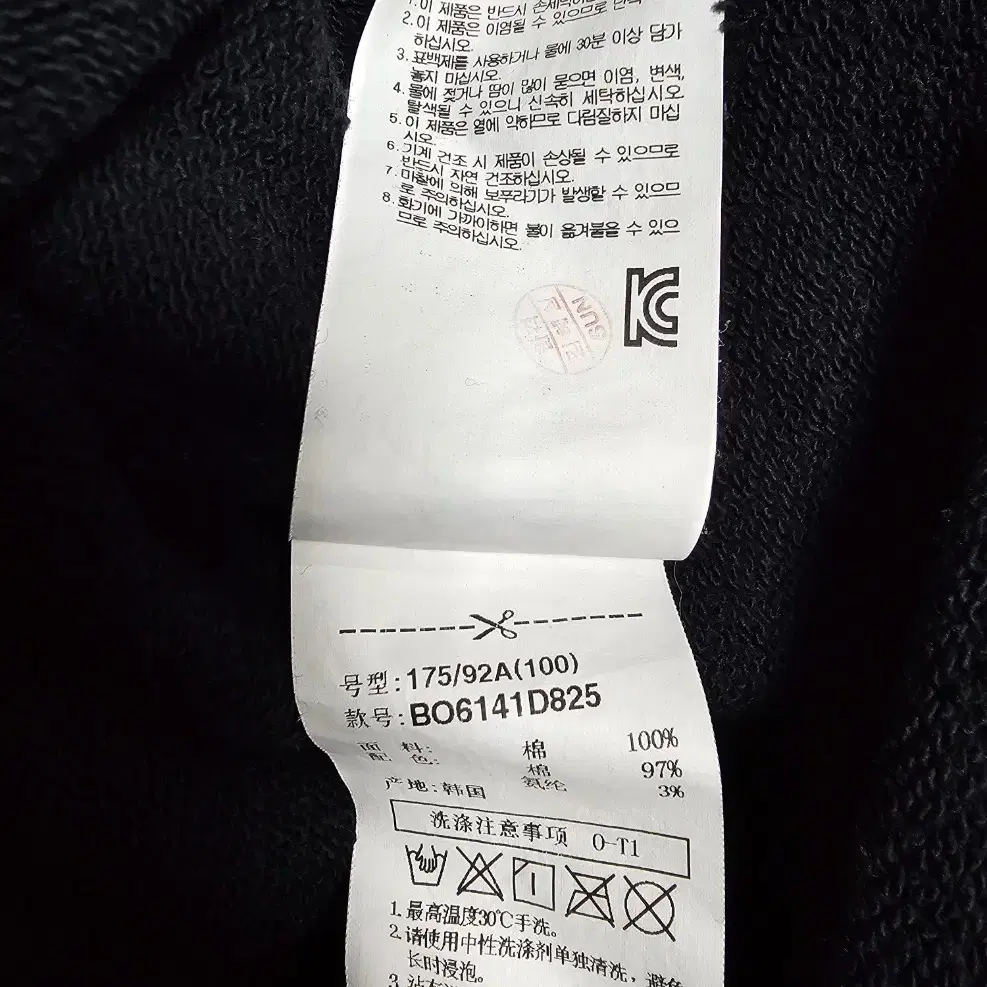 1. 이 제품은 반드시
2. 이 제품은 이염될 수 있으므로
하십시오.
3. 표백제를 사용하거나 물에 30분 이상 담가
놓지 마십시오.
4. 물에 젖거나 땀이 많이 묻으면 이염, 변색,
탈색될 수 있으니 신속히 세탁하십시오
5. 이 제품은 열에 약하므로 다림질하지 마십
시오.
6. 기계 건조 시 제품이 손상될 수 있으므로
반드시 자연 건조하십시오.
7. 마찰에 의해 보푸라기가 발생할 수 있으므
로 주의하십시오.
8. 화기에 가까이하면 불이 옮겨붙을 수 있으
므로 주의하십시오.
KC
SUN
号型:175/92A(100)
款号:BO6141D825
面 料: 棉 100%
配 色: 棉 97%
氨纶 3%
产地:韩国
洗涤注意事项 0-T1
1. 最高温度30℃手洗。
2. 请使用中性洗涤剂单独清洗，避免
长时浸泡。
3.